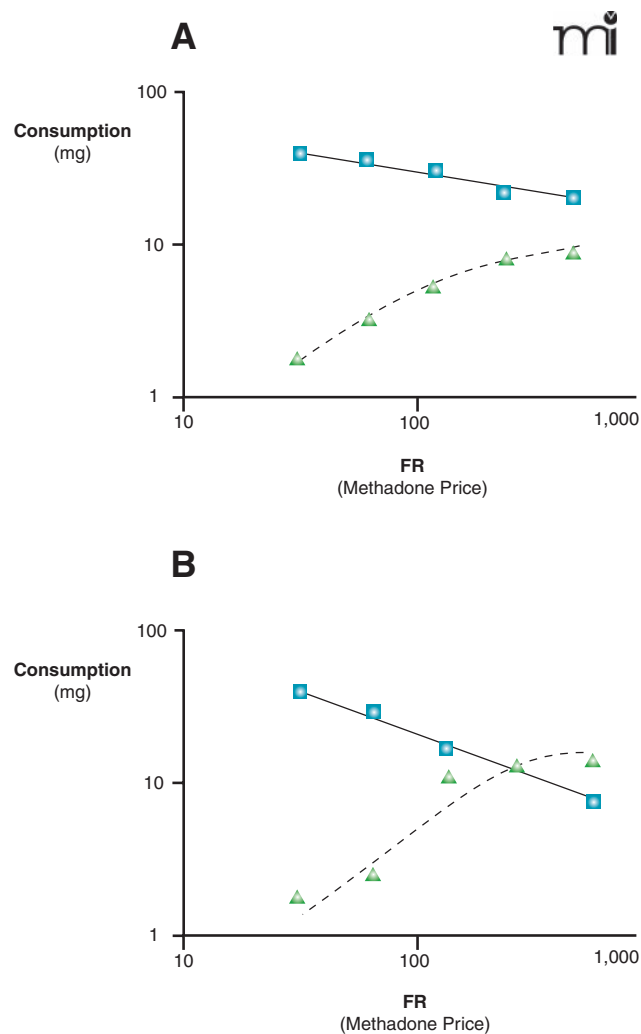 A
mi
100
Consumption
(mg)
10
1
10
100
1,000
FR
(Methadone Price)
B
100
Consumption
(mg)
10
1
10
100
1,000
FR
(Methadone Price)